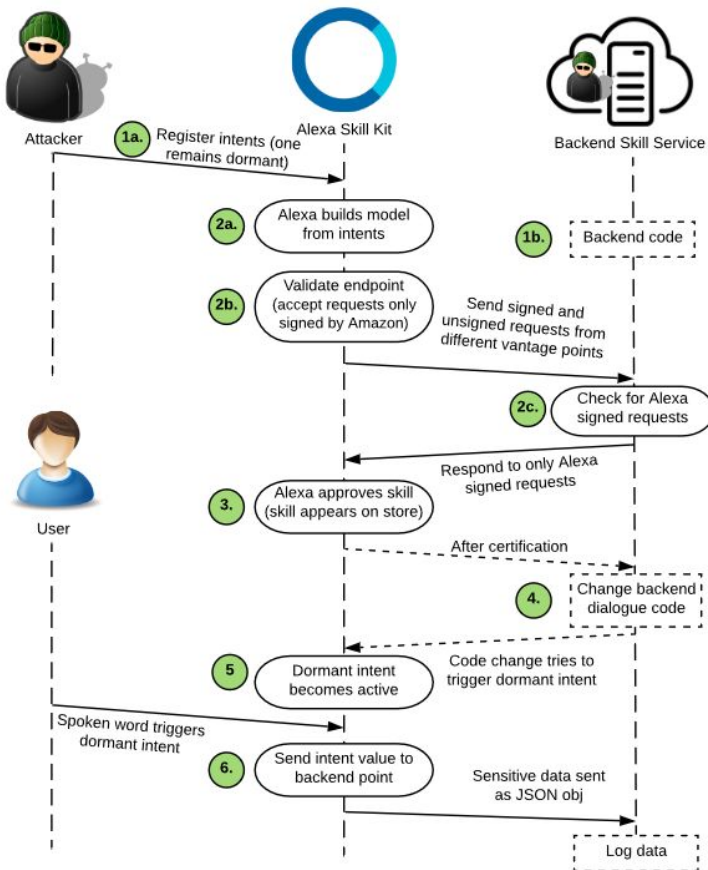 Attacker
Alexa Skill Kit
Backend Skill Service
1a.
Register intents (one
remains dormant)
2a.
Alexa builds model
from intents
1b.
Backend code
2b.
Validate endpoint
(accept requests only
signed by Amazon)
Send signed and
unsigned requests from
different vantage points
2c.
Check for Alexa
signed requests
Respond to only Alexa
signed requests
3.
Alexa approves skill
(skill appears on store)
User
After certification
4.
Change backend
dialogue code
5
Dormant intent
becomes active
Code change tries to
trigger dormant intent
Spoken word triggers
dormant intent
6.
Send intent value to
backend point
Sensitive data sent
as JSON obj
Log data